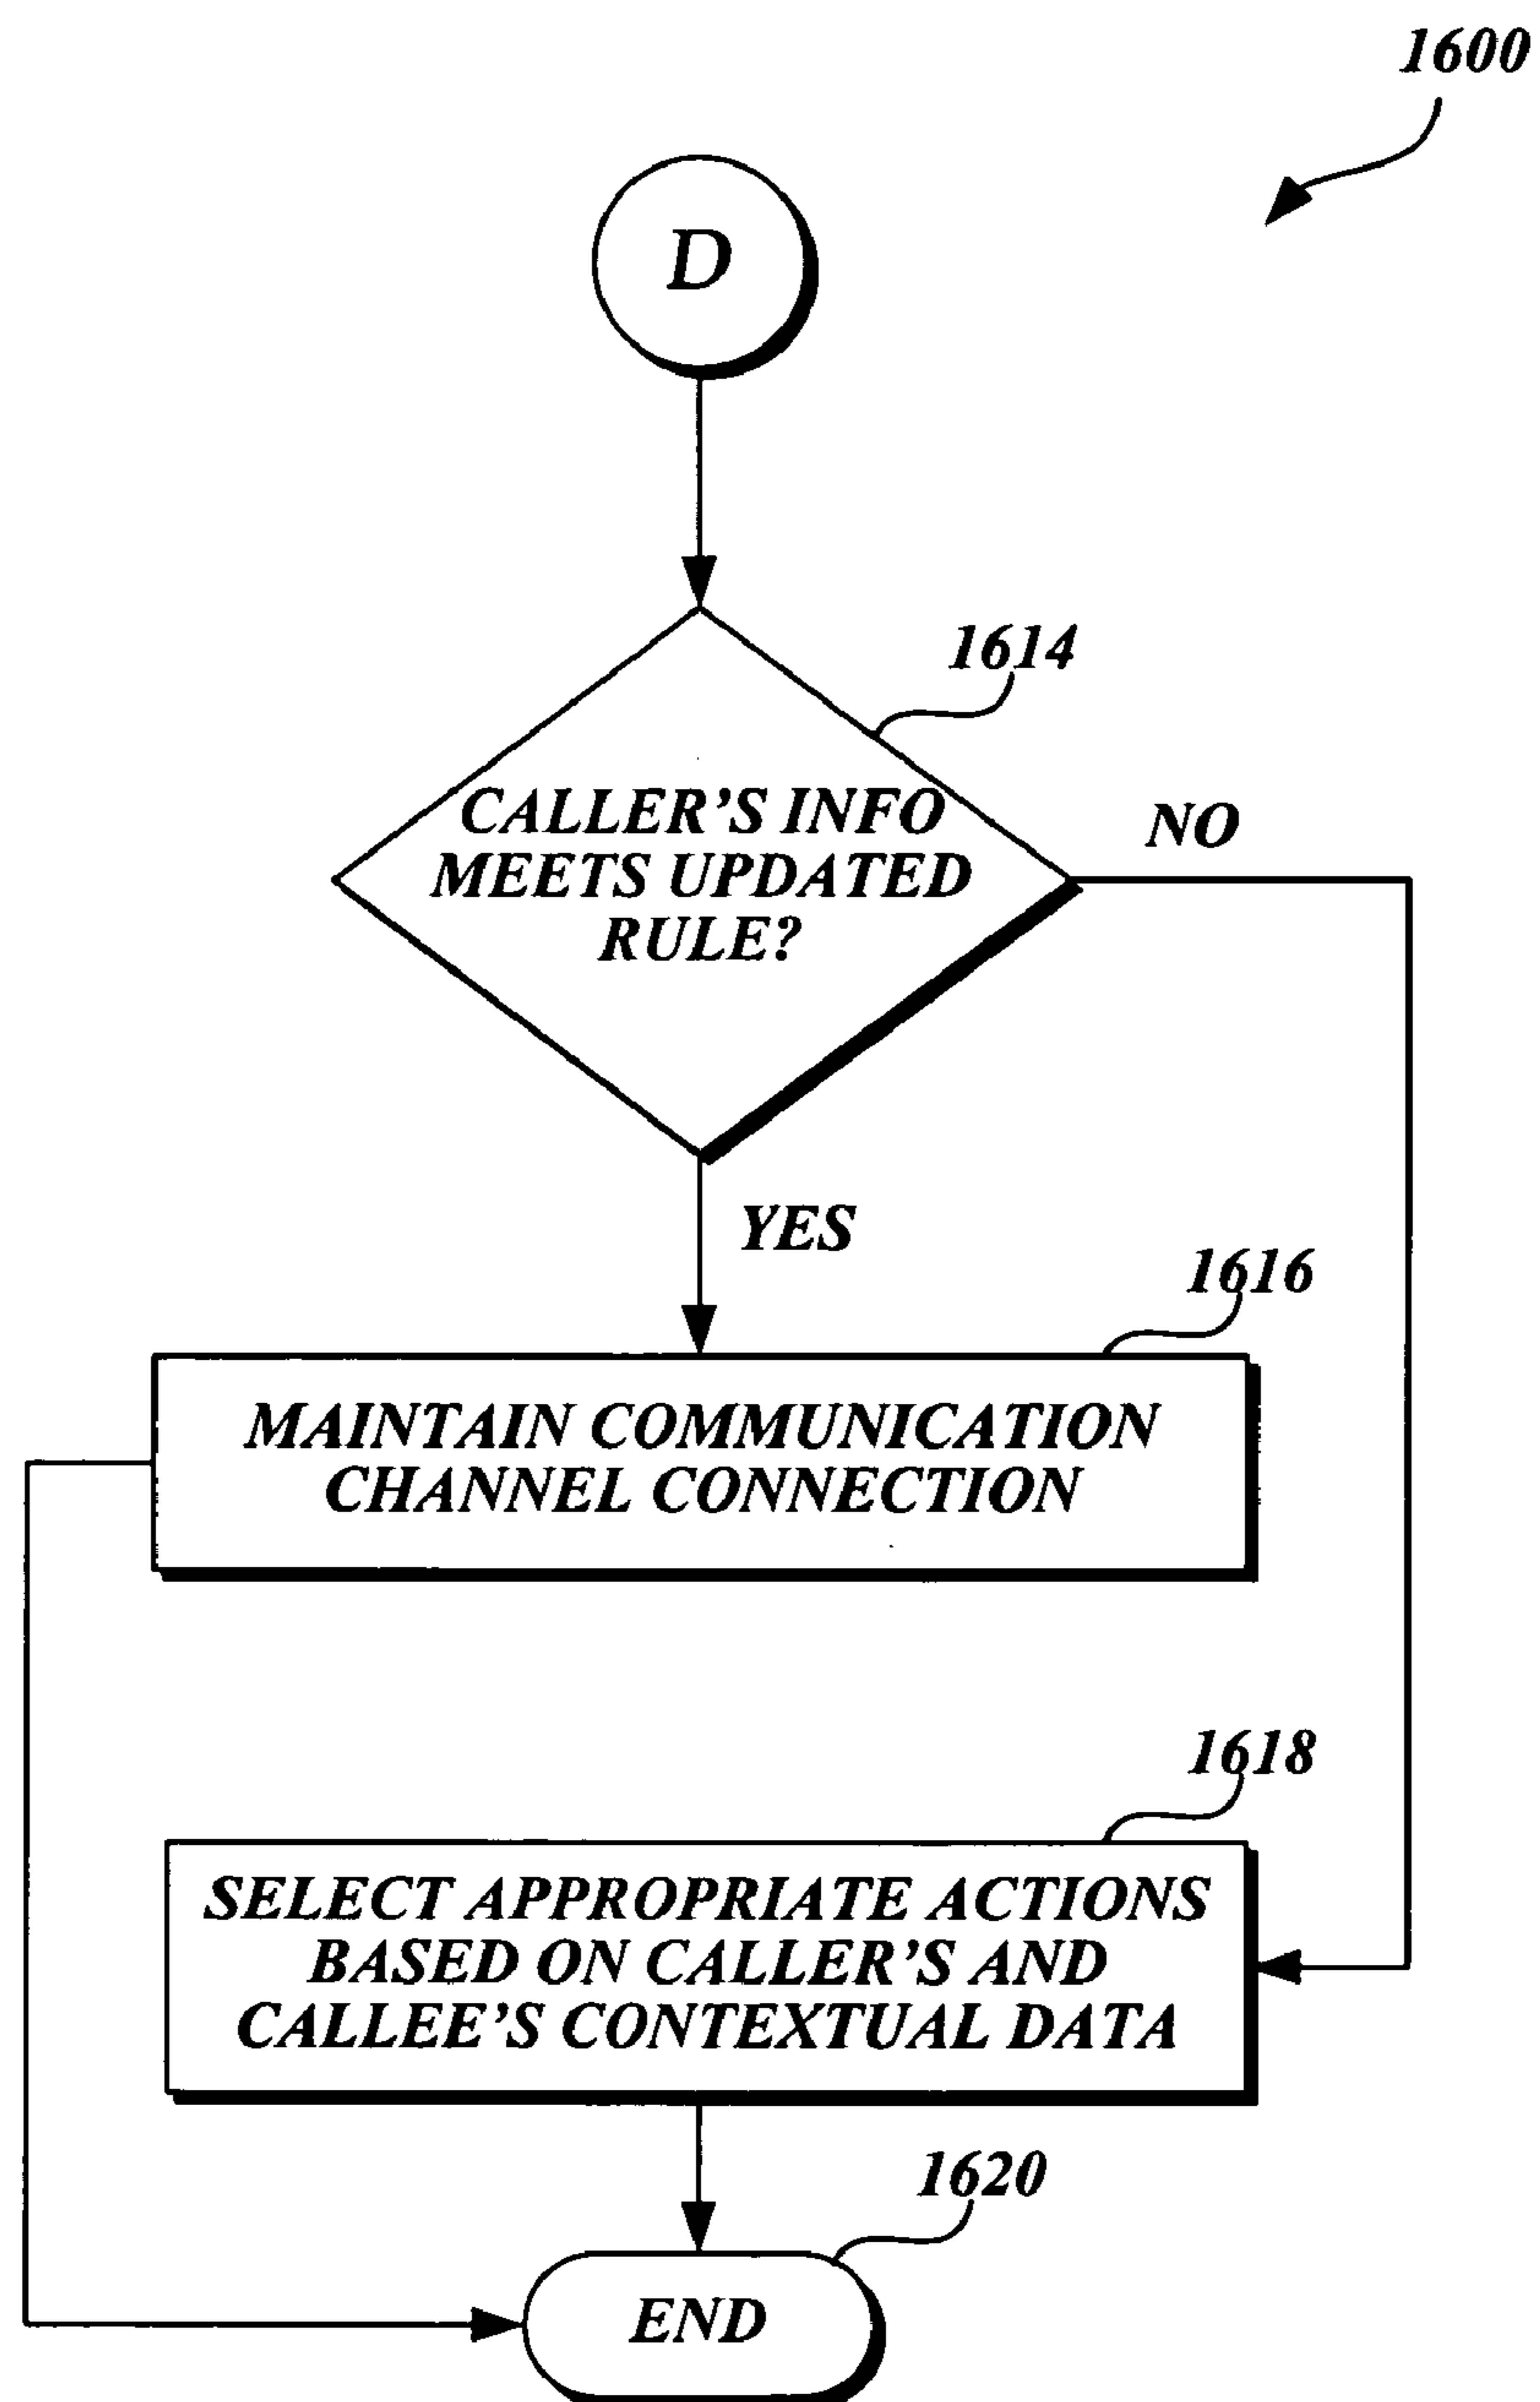 1600
D
1614
CALLER'S INFO
MEETS UPDATED
RULE?
NO
YES
1616
MAINTAIN COMMUNICATION
CHANNEL CONNECTION
1618
SELECT APPROPRIATE ACTIONS
BASED ON CALLER'S AND
CALLEE'S CONTEXTUAL DATA
1620
END